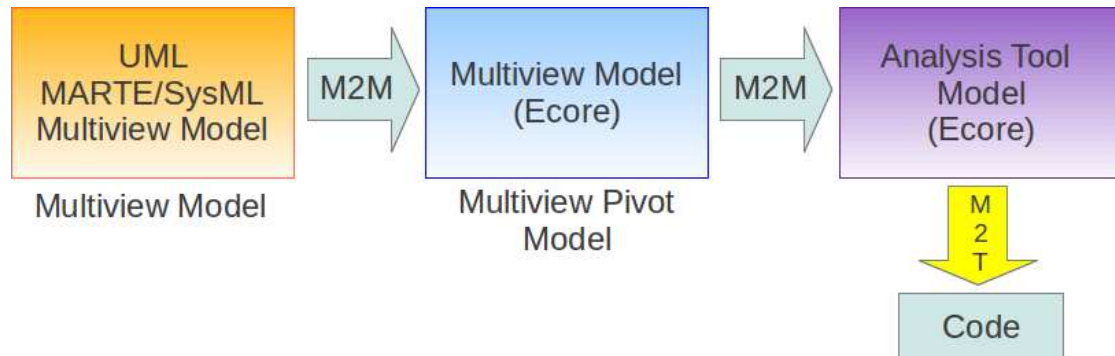 UML
MARTE/SysML
Multiview Model
M2M
Multiview Model
(Ecore)
M2M
Analysis Tool
Model
(Ecore)
Multiview Model
Multiview Pivot
Model
M
2
T
Code